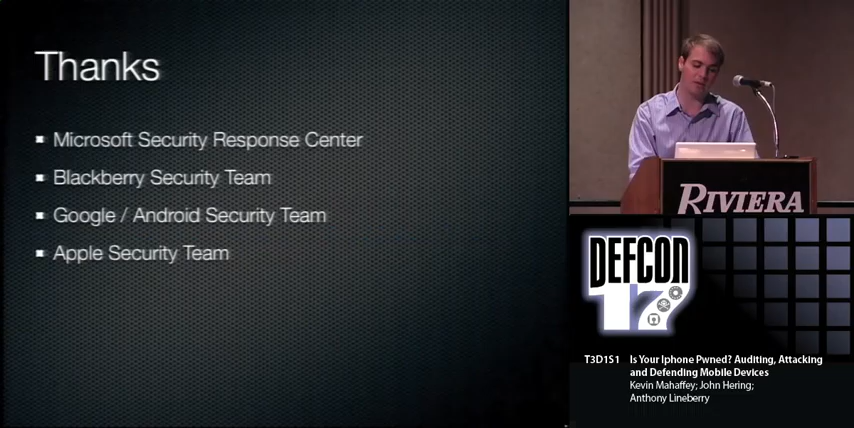 Thanks
Microsoft Security Response Center
Blackberry Security Team
Google / Android Security Team
Apple Security Team
RIVIERA
DEFCON
17
T3D1S1 Is Your Iphone Pwned? Auditing, Attacking
and Defending Mobile Devices
Kevin Mahaffey; John Hering;
Anthony Lineberry